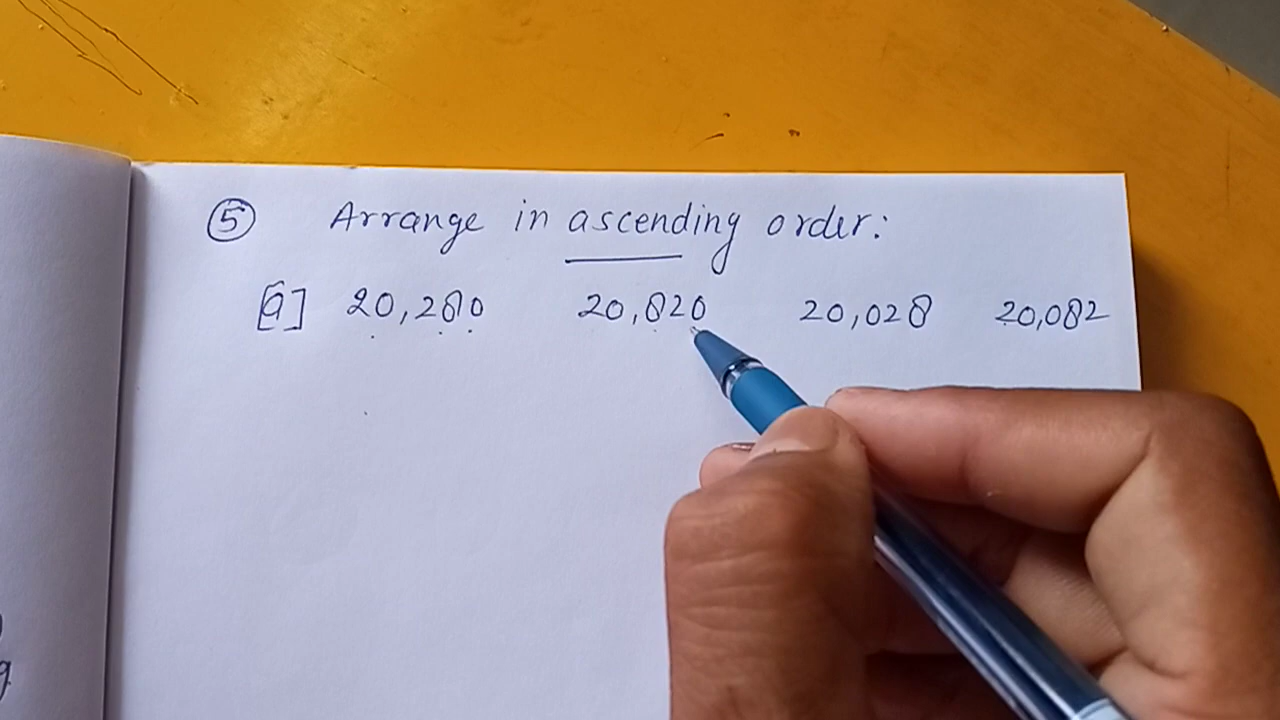 5 Arrange in ascending order:
[a] 20,280 20,820 20,028 20,082
g